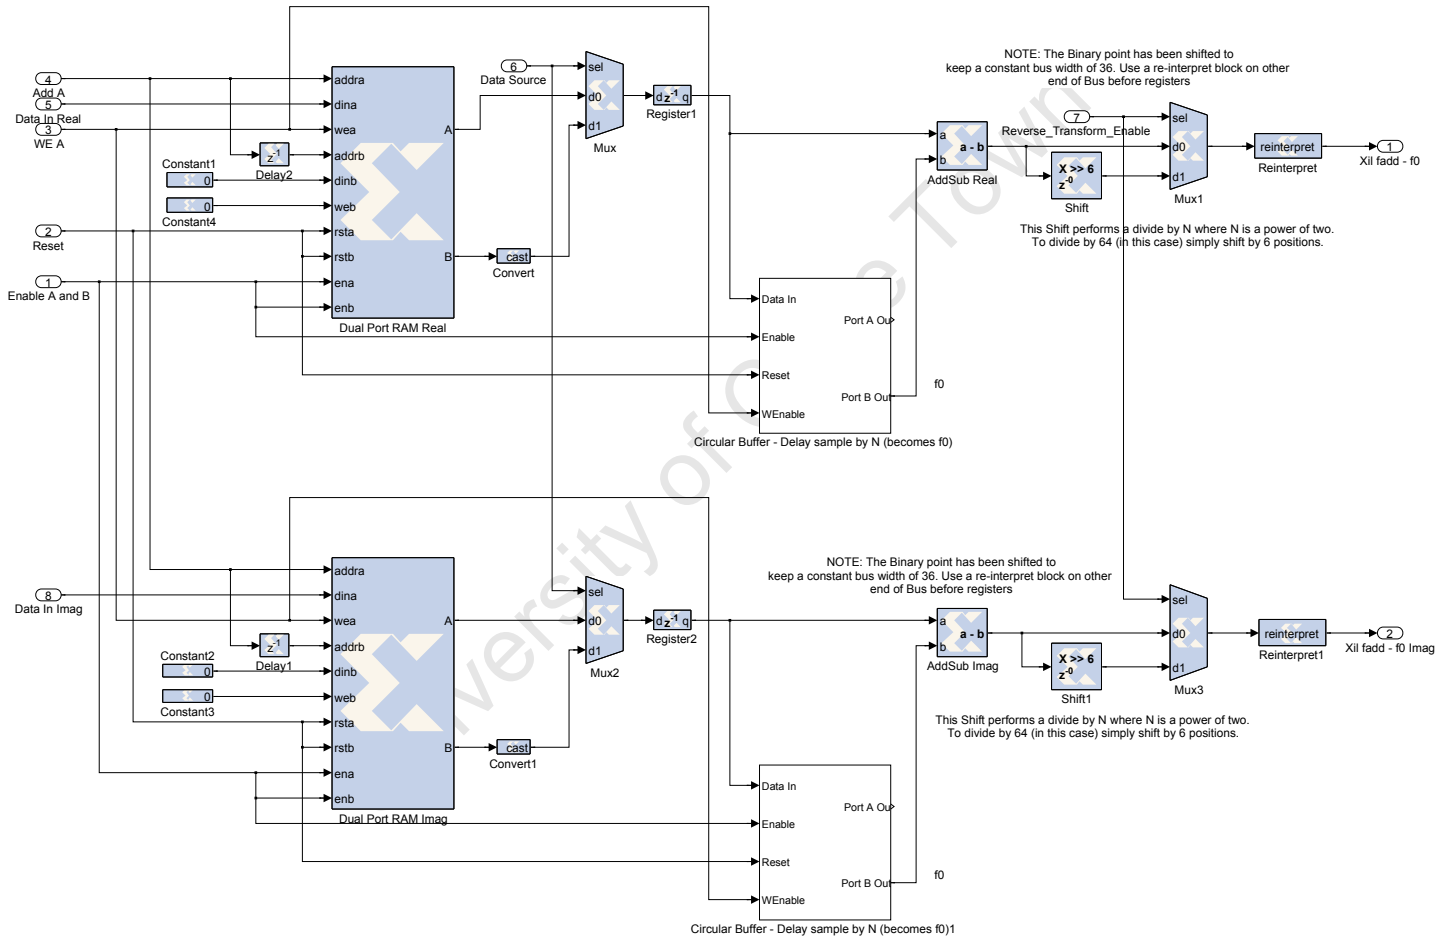 NOTE: The Binary point has been shifted to
keep a constant bus width of 36. Use a re-interpret block on other
end of Bus before registers
4
Add A
5
Data In Real
3
WE A
Constant1
0
Constant4
0
2
Reset
1
Enable A and B
z-1
Delay2
addra
dina
wea
addrb
dinb
web
rsta
rstb
ena
enb
A
B
Dual Port RAM Real
cast
Convert
6
Data Source
sel
d0
d1
Mux
d z-1 q
Register1
a
b
a - b
AddSub Real
7
Reverse_Transform_Enable
X >> 6
z-0
Shift
sel
d0
d1
Mux1
reinterpret
Reinterpret
1
Xil fadd - f0
This Shift performs a divide by N where N is a power of two.
To divide by 64 (in this case) simply shift by 6 positions.
Data In
Enable
Reset
WEnable
Port A Out
Port B Out
f0
Circular Buffer - Delay sample by N (becomes f0)
8
Data In Imag
Constant2
0
Constant3
0
z-1
Delay1
addra
dina
wea
addrb
dinb
web
rsta
rstb
ena
enb
A
B
Dual Port RAM Imag
cast
Convert1
sel
d0
d1
Mux2
d z-1 q
Register2
NOTE: The Binary point has been shifted to
keep a constant bus width of 36. Use a re-interpret block on other
end of Bus before registers
a
b
a - b
AddSub Imag
X >> 6
z-0
Shift1
sel
d0
d1
Mux3
reinterpret
Reinterpret1
2
Xil fadd - f0 Imag
This Shift performs a divide by N where N is a power of two.
To divide by 64 (in this case) simply shift by 6 positions.
Data In
Enable
Reset
WEnable
Port A Out
Port B Out
f0
Circular Buffer - Delay sample by N (becomes f0)1